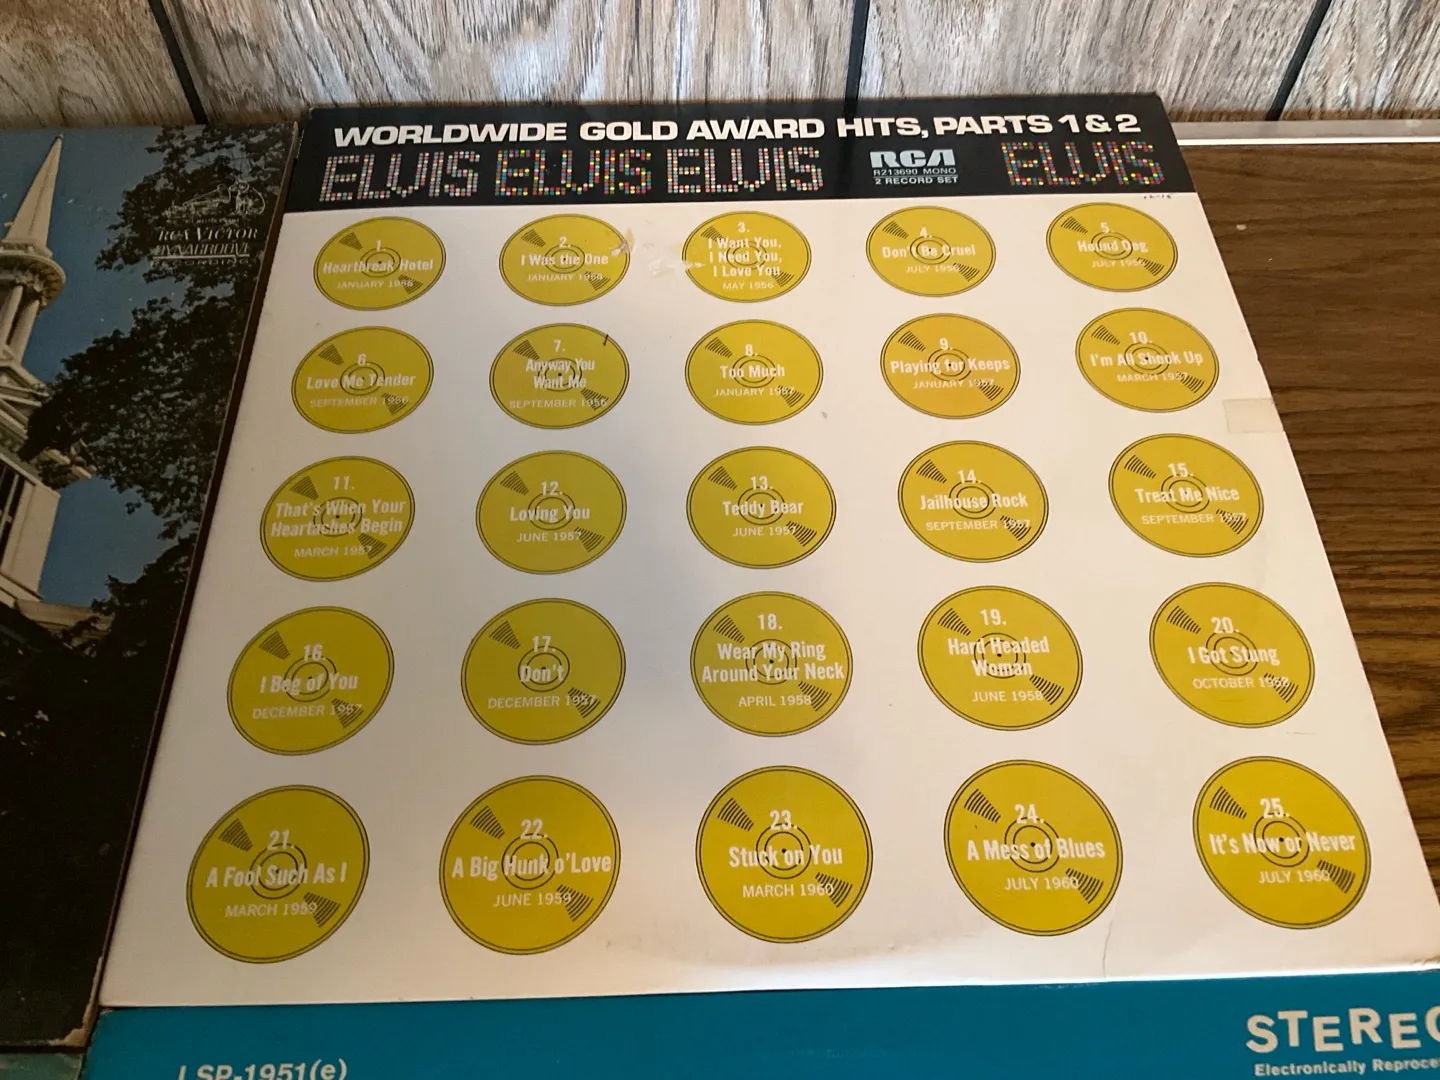 WORLDWIDE GOLD AWARD HITS, PARTS 1 & 2
ELVIS ELVIS ELVIS
RCA
R213690 MONO
2 RECORD SET
ELVIS
RCA VICTOR
DYNAGROOVE
1.
Heartbreak Hotel
JANUARY 1956
2.
I Was the One
JANUARY 1956
3.
I Want You,
I Need You,
I Love You
MAY 1956
4.
Don't Be Cruel
JULY 1956
5.
Hound Dog
JULY 1956
6.
Love Me Tender
SEPTEMBER 1956
7.
Anyway You
Want Me
SEPTEMBER 1956
8.
Too Much
JANUARY 1957
9.
Playing for Keeps
JANUARY 1957
10.
I'm All Shook Up
MARCH 1957
11.
That's When Your
Heartaches Begin
MARCH 1957
12.
Loving You
JUNE 1957
13.
Teddy Bear
JUNE 1957
14.
Jailhouse Rock
SEPTEMBER 1957
15.
Treat Me Nice
SEPTEMBER 1957
16.
I Beg of You
DECEMBER 1957
17.
Don't
DECEMBER 1957
18.
Wear My Ring
Around Your Neck
APRIL 1958
19.
Hard Headed
Woman
JUNE 1958
20.
I Got Stung
OCTOBER 1958
21.
A Fool Such As I
MARCH 1959
22.
A Big Hunk o'Love
JUNE 1959
23.
Stuck on You
MARCH 1960
24.
A Mess of Blues
JULY 1960
25.
It's Now or Never
JULY 1960
LSP-1951(e)
STEREO
Electronically